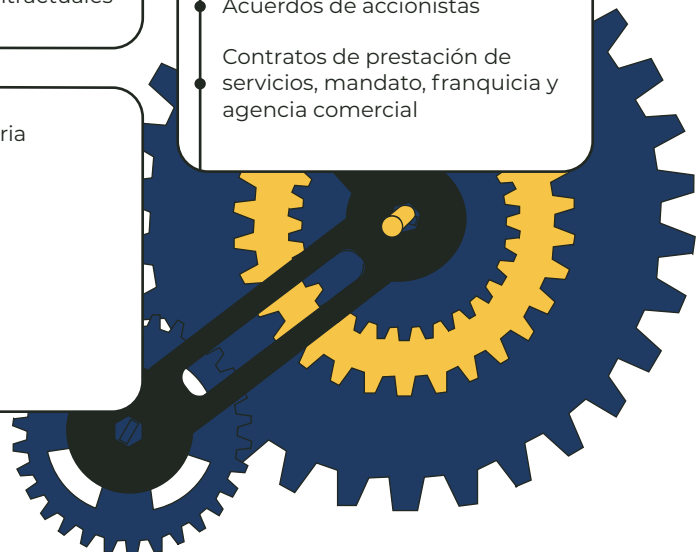 Acuerdos de accionistas
Contratos de prestación de
servicios, mandato, franquicia y
agencia comercial